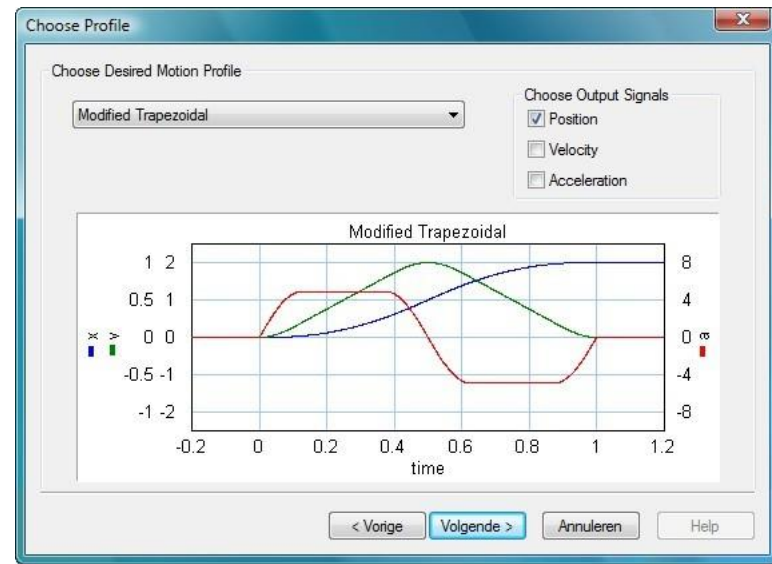 Choose Profile
Choose Desired Motion Profile
Modified Trapezoidal
Choose Output Signals
Position
Velocity
Acceleration
Modified Trapezoidal
1 2 8
0.5 1 4
x v 0 0 0 a
-0.5 -1 -4
-1 -2 -8
-0.2 0 0.2 0.4 0.6 0.8 1 1.2
time
< Vorige Volgende > Annuleren Help